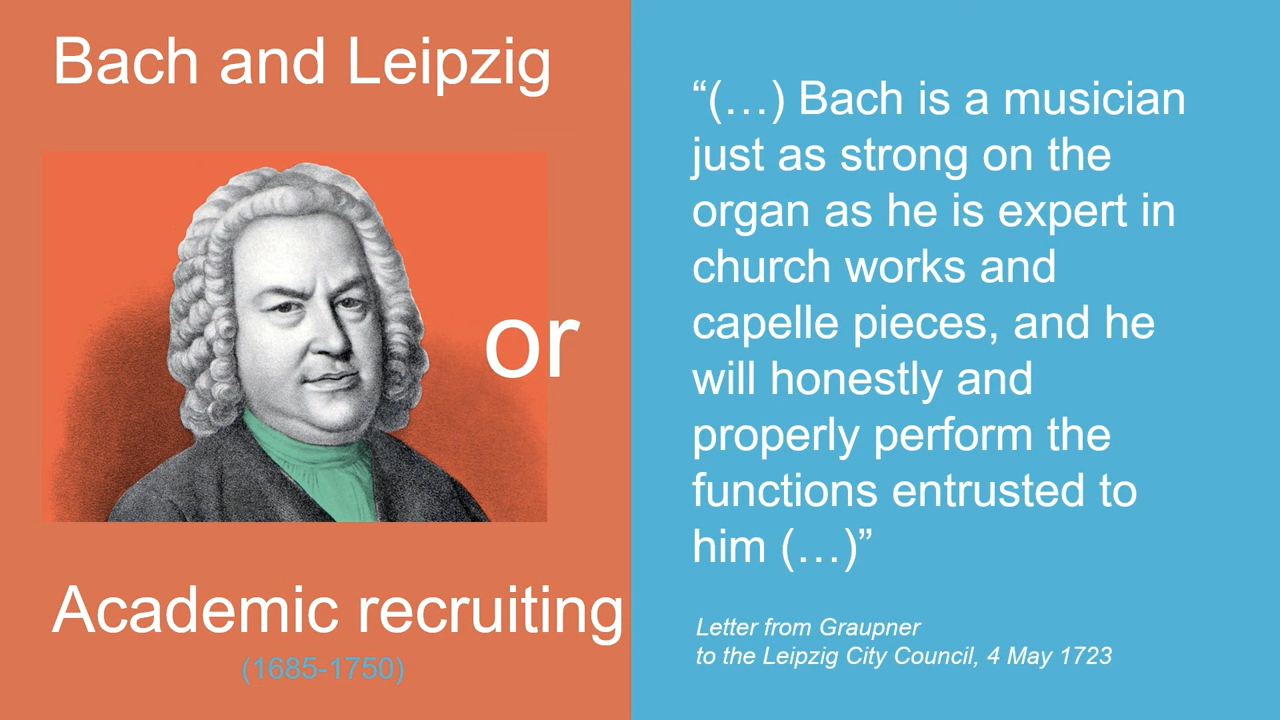 Bach and Leipzig
or
Academic recruiting
(1685-1750)
“(…) Bach is a musician
just as strong on the
organ as he is expert in
church works and
capelle pieces, and he
will honestly and
properly perform the
functions entrusted to
him (…)”
Letter from Graupner
to the Leipzig City Council, 4 May 1723